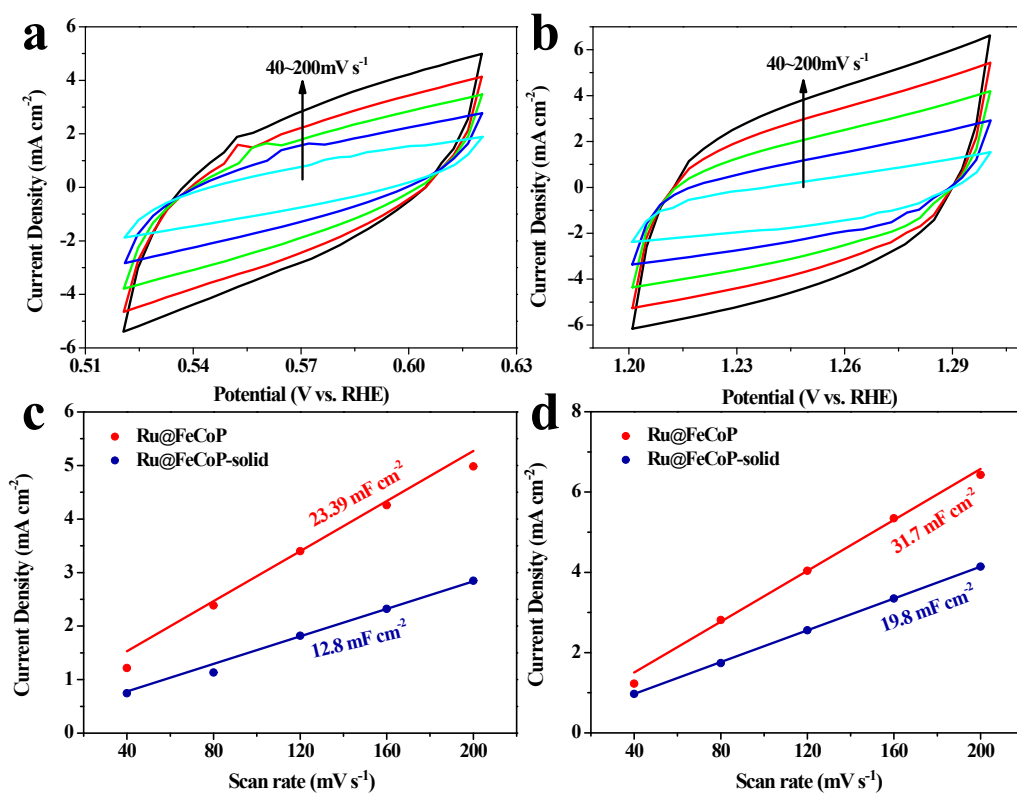 a
40~200mV s⁻¹
Current Density (mA cm⁻²)
6
4
2
0
-2
-4
-6
0.51
0.54
0.57
0.60
0.63
Potential (V vs. RHE)
b
40~200mV s⁻¹
Current Density (mA cm⁻²)
6
4
2
0
-2
-4
-6
1.20
1.23
1.26
1.29
Potential (V vs. RHE)
c
Ru@FeCoP
Ru@FeCoP-solid
23.39 mF cm⁻²
12.8 mF cm⁻²
Current Density (mA cm⁻²)
6
5
4
3
2
1
0
40
80
120
160
200
Scan rate (mV s⁻¹)
d
Ru@FeCoP
Ru@FeCoP-solid
31.7 mF cm⁻²
19.8 mF cm⁻²
Current Density (mA cm⁻²)
8
6
4
2
0
40
80
120
160
200
Scan rate (mV s⁻¹)